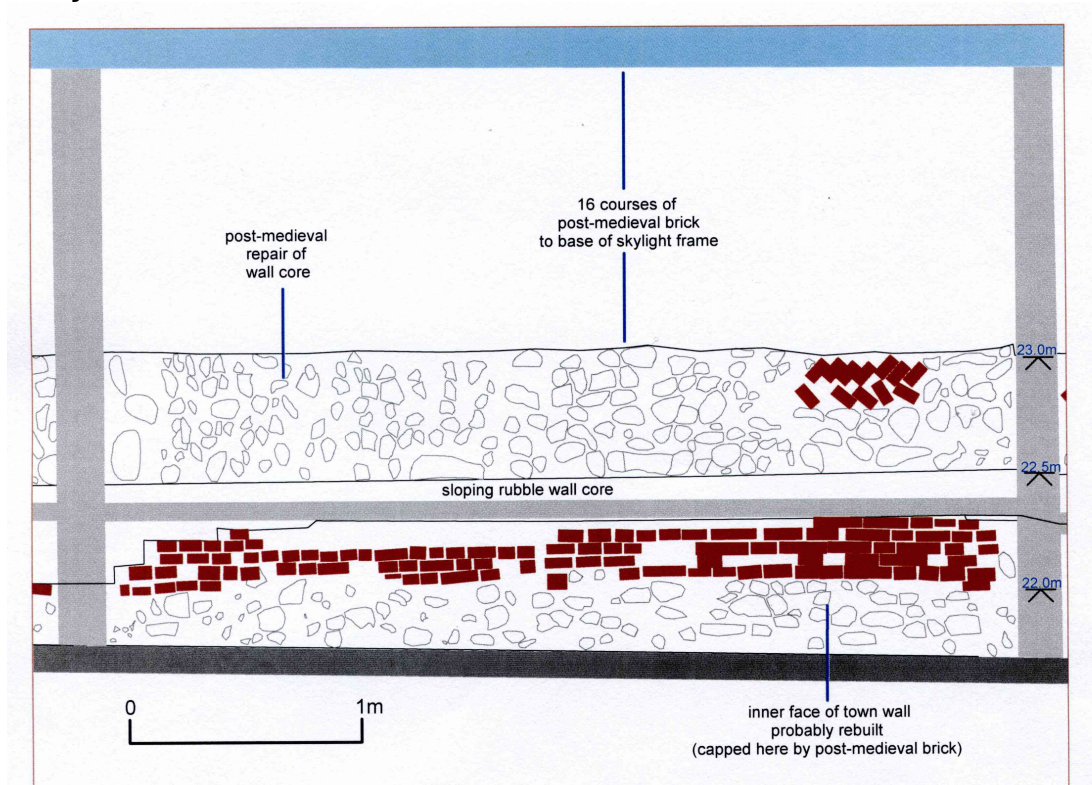 16 courses of
post-medieval brick
to base of skylight frame
post-medieval
repair of
wall core
23.0m
22.5m
sloping rubble wall core
22.0m
0 1m
inner face of town wall
probably rebuilt
(capped here by post-medieval brick)